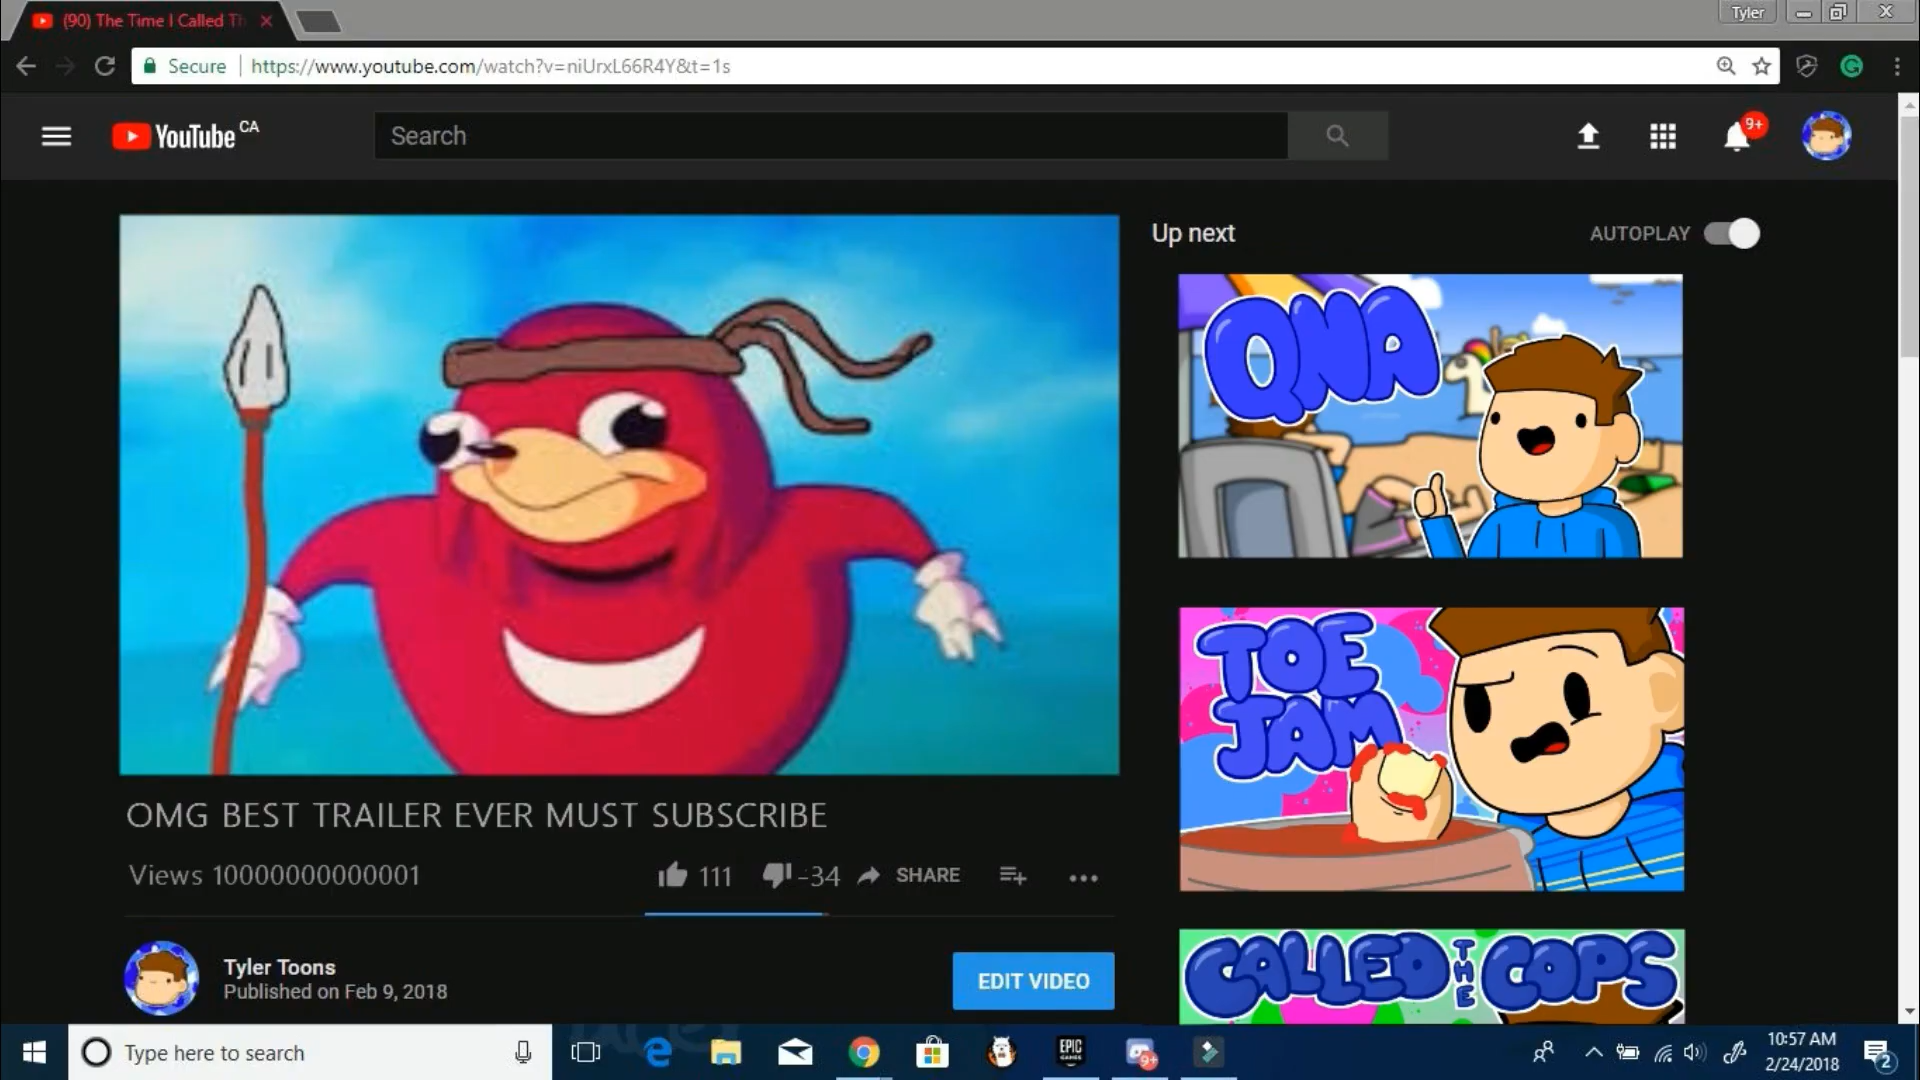 (90) The Time I Called Th
Tyler
Secure
https://www.youtube.com/watch?v=niUrxL66R4Y&t=1s
YouTube CA
Search
9+
Up next
AUTOPLAY
QNA
TOE
JAM
OMG BEST TRAILER EVER MUST SUBSCRIBE
Views 10000000000001
111
-34
SHARE
Tyler Toons
Published on Feb 9, 2018
EDIT VIDEO
CALLED THE COPS
Type here to search
EPIC
GAMES
9+
10:57 AM
2/24/2018
2